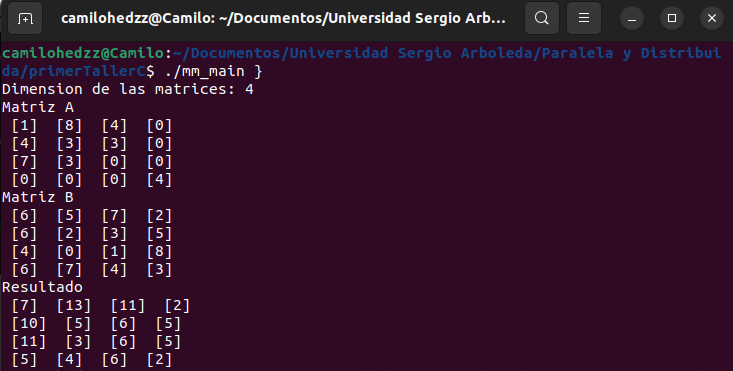 camilohedzz@Camilo: ~/Documentos/Universidad Sergio Arb...
camilohedzz@Camilo:~/Documentos/Universidad Sergio Arboleda/Paralela y Distribui
da/primerTallerC$ ./mm_main }
Dimension de las matrices: 4
Matriz A
[1] [8] [4] [0]
[4] [3] [3] [0]
[7] [3] [0] [0]
[0] [0] [0] [4]
Matriz B
[6] [5] [7] [2]
[6] [2] [3] [5]
[4] [0] [1] [8]
[6] [7] [4] [3]
Resultado
[7] [13] [11] [2]
[10] [5] [6] [5]
[11] [3] [6] [5]
[5] [4] [6] [2]